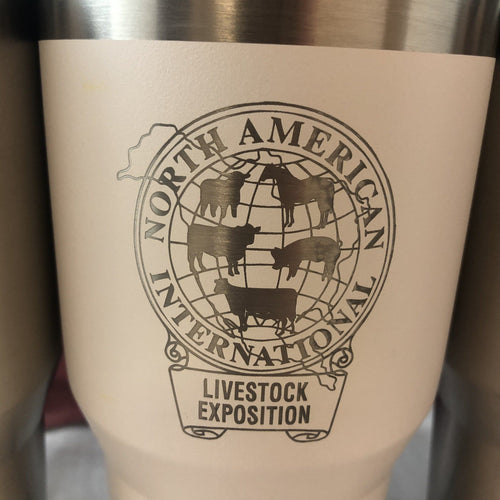 NORTH AMERICAN
INTERNATIONAL
LIVESTOCK
EXPOSITION